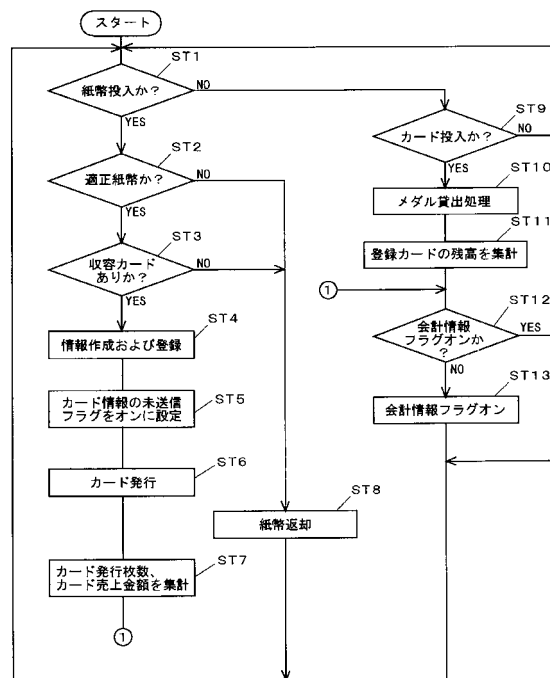 スタート
ST1
紙幣投入か？
NO
YES
ST2
適正紙幣か？
NO
YES
ST3
収容カード
ありか？
NO
YES
ST4
情報作成および登録
ST5
カード情報の未送信
フラグをオンに設定
ST6
カード発行
ST7
カード発行枚数、
カード売上金額を集計
①
ST8
紙幣返却
ST9
カード投入か？
NO
YES
ST10
メダル貸出処理
ST11
登録カードの残高を集計
①
ST12
会計情報
フラグオンか
？
YES
NO
ST13
会計情報フラグオン